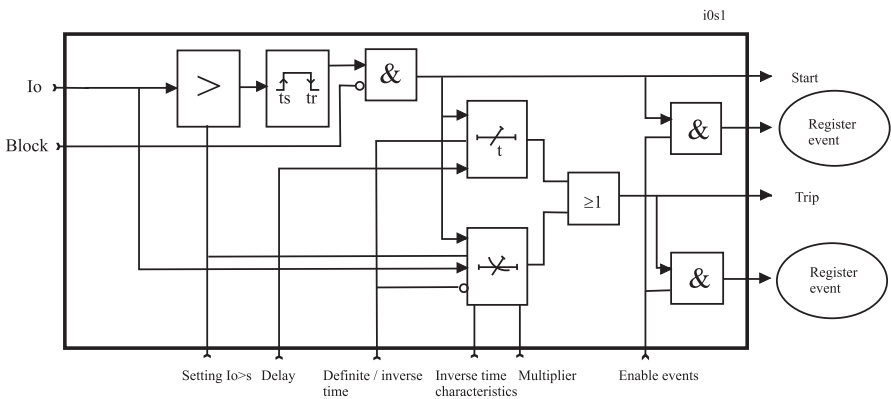 i0s1
Io
>
ts tr
&
Start
Block
t
&
Register
event
≥1
Trip
&
Register
event
Setting Io>s
Delay
Definite / inverse
time
Inverse time
characteristics
Multiplier
Enable events